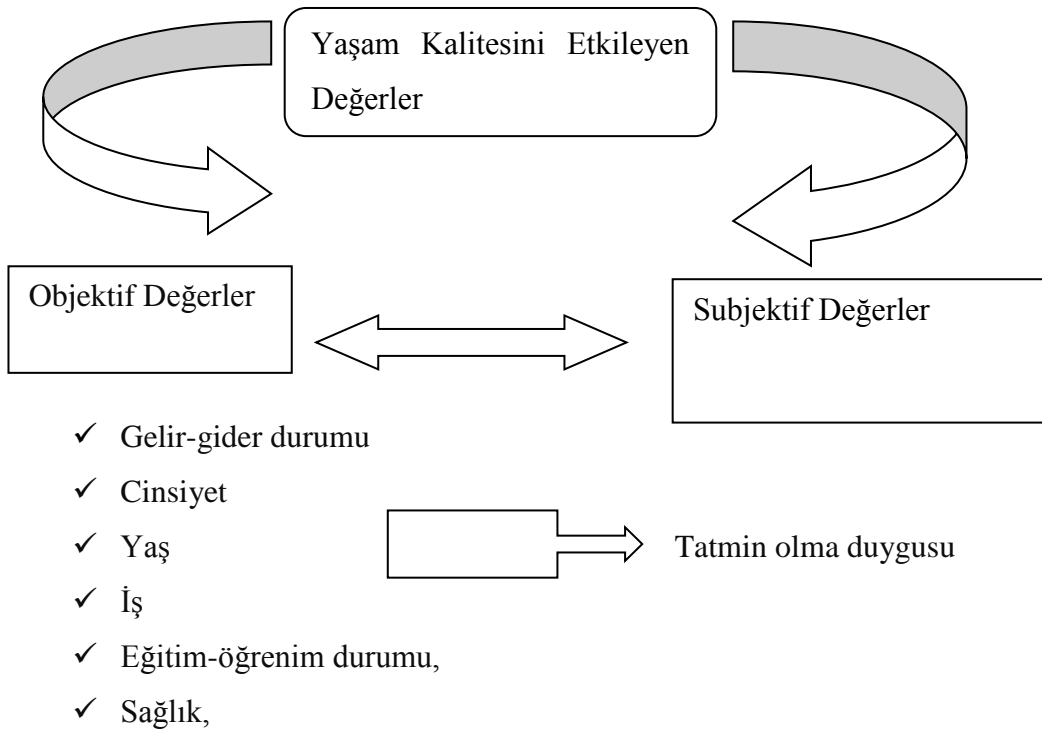 Yaşam Kalitesini Etkileyen
Değerler
Objektif Değerler
Subjektif Değerler
✓ Gelir-gider durumu
✓ Cinsiyet
✓ Yaş
Tatmin olma duygusu
✓ İş
✓ Eğitim-öğrenim durumu,
✓ Sağlık,